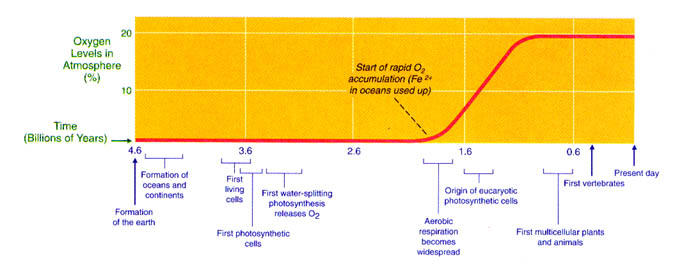 20
Oxygen
Levels in
Atmosphere
(%)
10
Start of rapid O₂
accumulation (Fe²⁺
in oceans used up)
Time
(Billions of Years)
4.6
3.6
2.6
1.6
0.6
Formation of
oceans and
continents
First
living
cells
First water-splitting
photosynthesis
releases O₂
Origin of eucaryotic
photosynthetic cells
First vertebrates
Present day
Formation
of the earth
First photosynthetic
cells
Aerobic
respiration
becomes
widespread
First multicellular plants
and animals